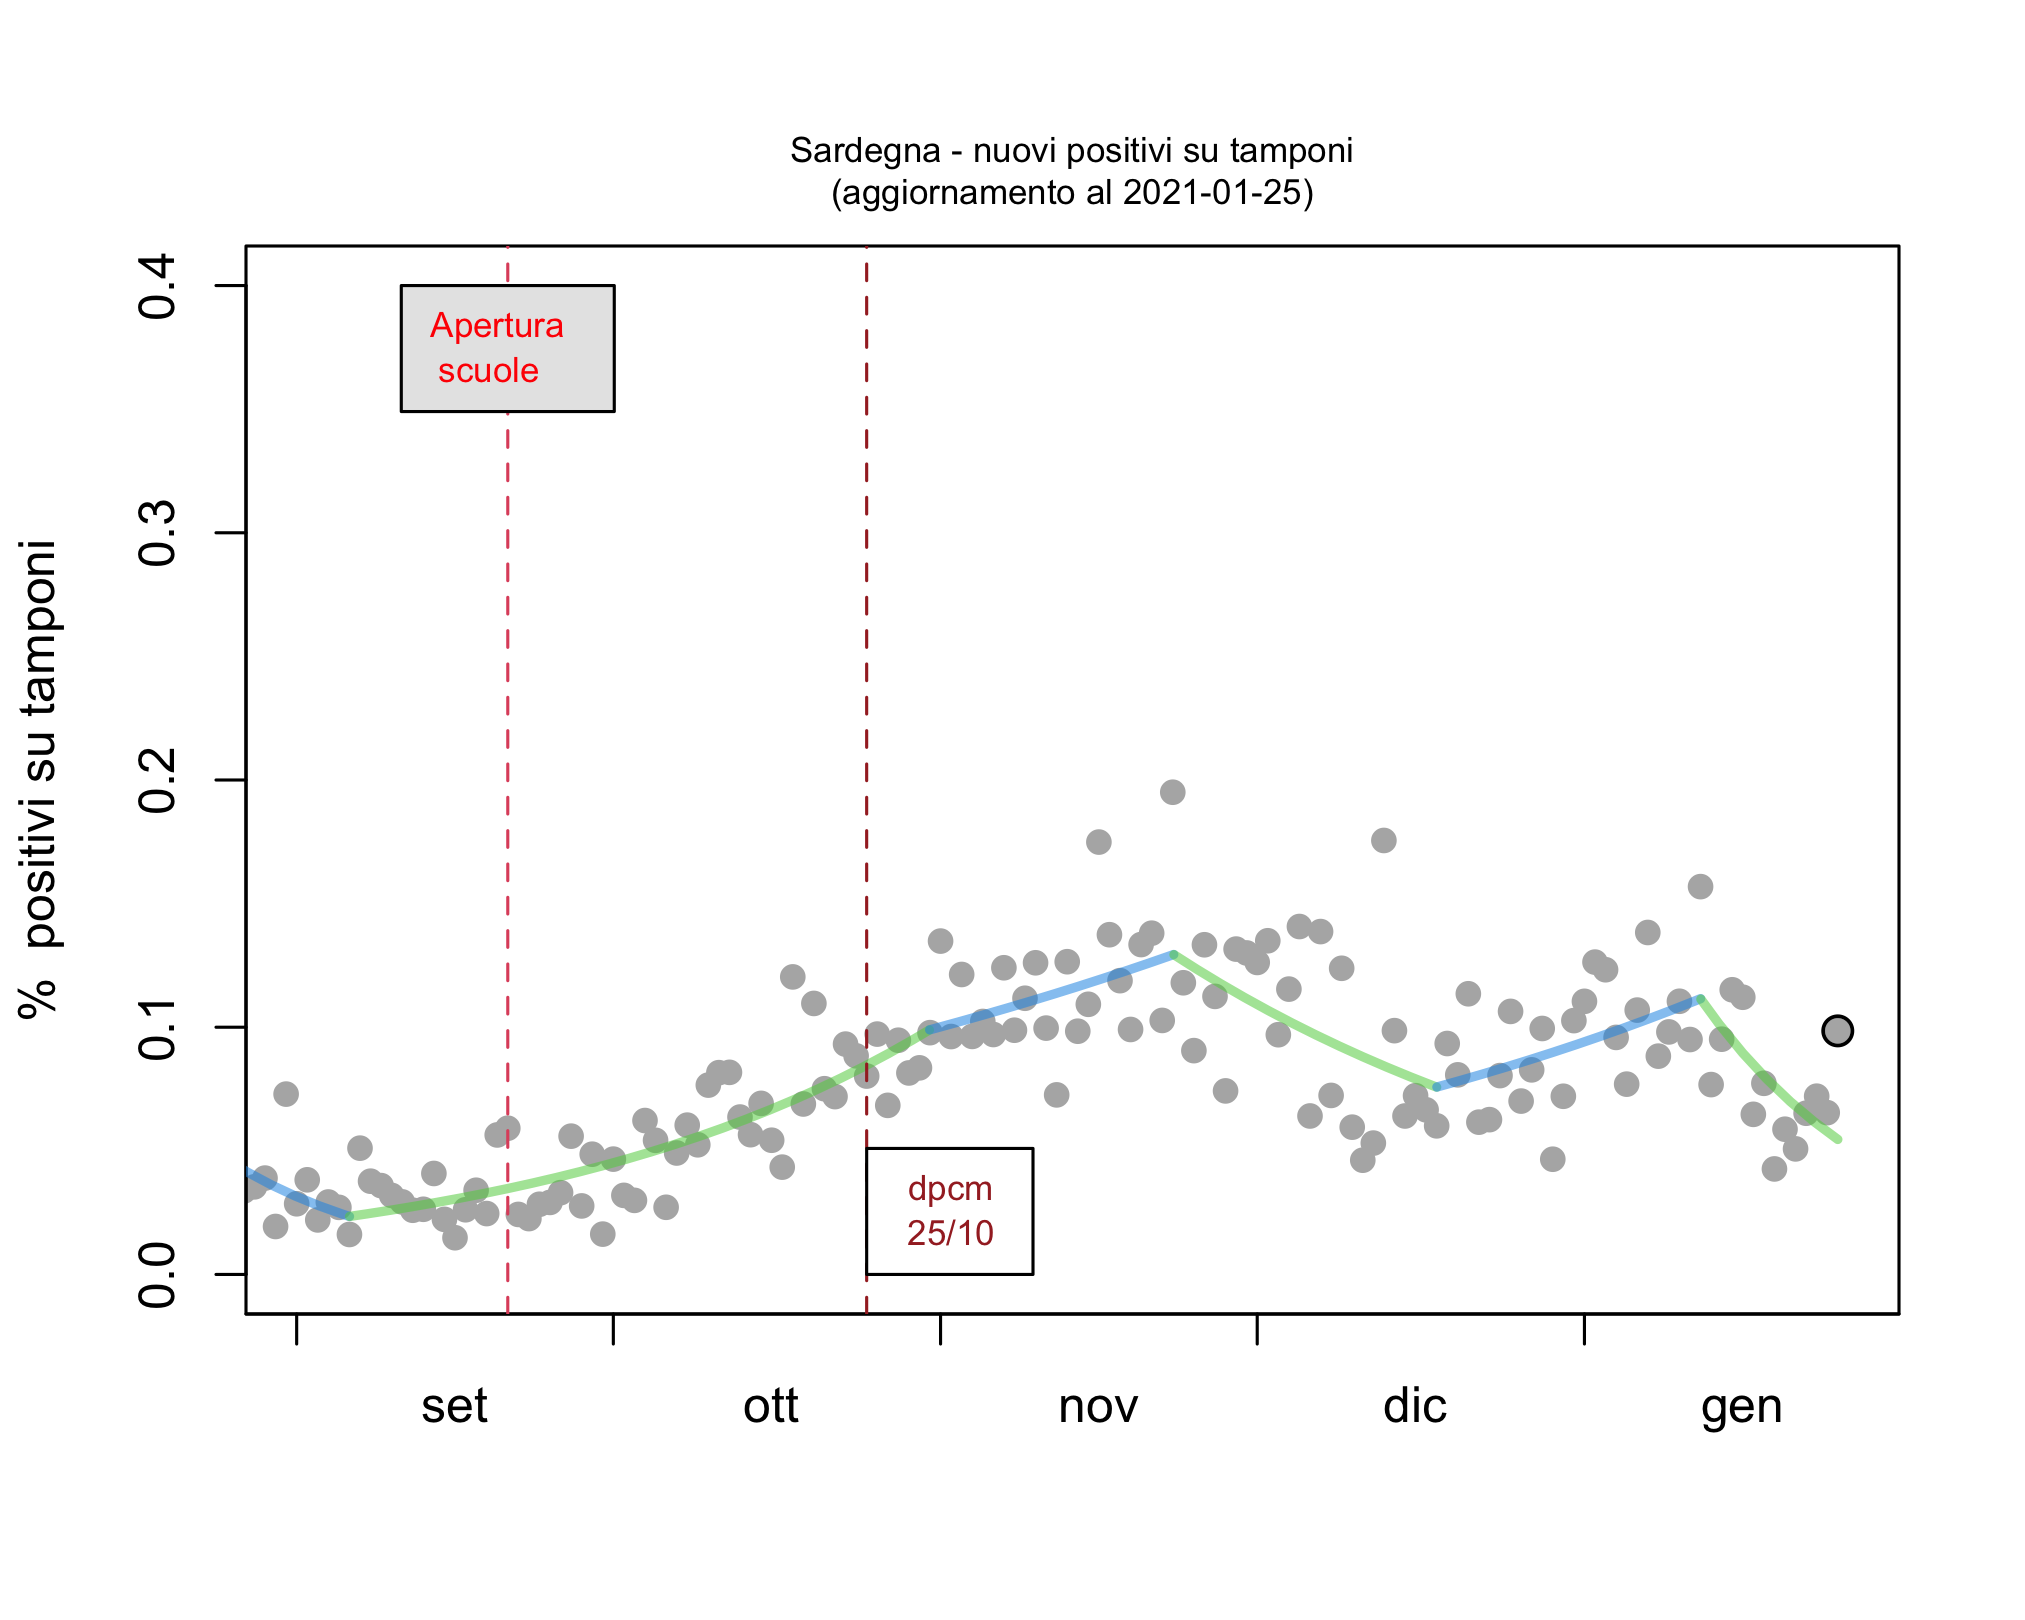 Sardegna - nuovi positivi su tamponi
(aggiornamento al 2021-01-25)
% positivi su tamponi
0.4
0.3
0.2
0.1
0.0
Apertura
scuole
dpcm
25/10
set
ott
nov
dic
gen